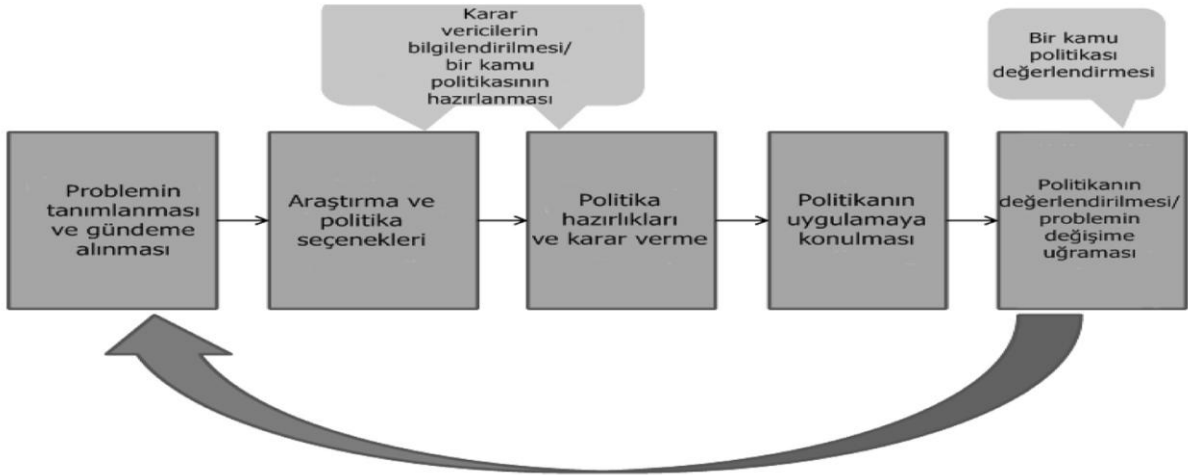 Karar
vericilerin
bilgilendirilmesi/
bir kamu
politikasının
hazırlanması
Bir kamu
politikası
değerlendirmesi
Problemin
tanımlanması
ve gündeme
alınması
Araştırma ve
politika
seçenekleri
Politika
hazırlıkları
ve karar verme
Politikanın
uygulamaya
konulması
Politikanın
değerlendirilmesi/
problemin
değişime
uğraması